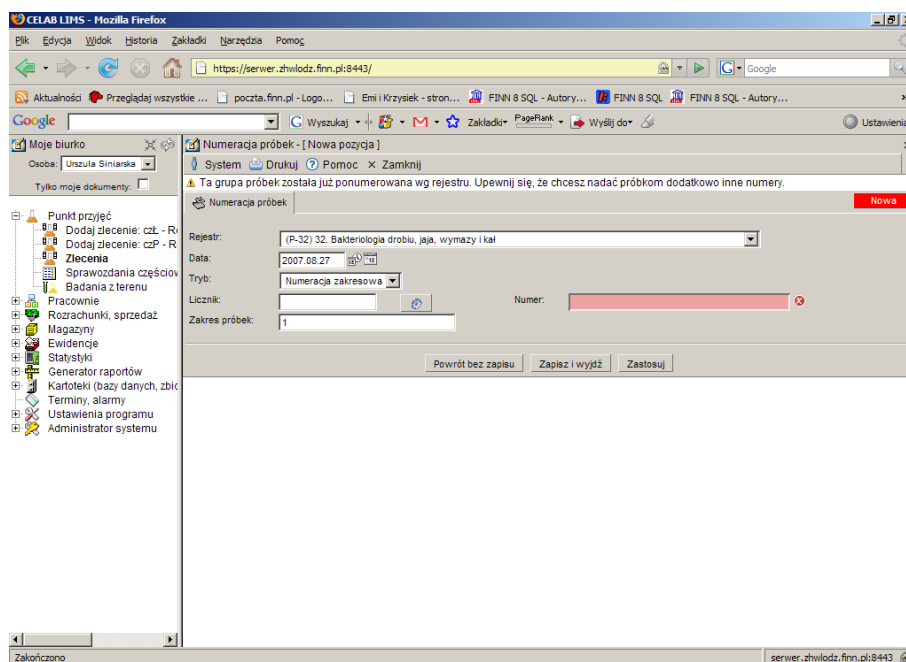 CELAB LIMS - Mozilla Firefox
Plik Edycja Widok Historia Zakładki Narzędzia Pomoc
https://serwer.zhwlodz.finn.pl:8443/ Google
Aktualności Przeglądaj wszystkie ... poczta.finn.pl - Logo... Emi i Krzysiek - stron... FINN 8 SQL - Autory... FINN 8 SQL FINN 8 SQL - Autory...
Google Wyszukaj Zakładki PageRank Wyślij do Ustawienia
Moje biurko Numeracja próbek - [ Nowa pozycja ]
Osoba: Urszula Siniarska System Drukuj Pomoc Zamknij
Tylko moje dokumenty: Ta grupa próbek została już ponumerowana wg rejestru. Upewnij się, że chcesz nadać próbkom dodatkowo inne numery.
Numeracja próbek Nowa
Punkt przyjęć
Dodaj zlecenie: czŁ - R
Dodaj zlecenie: czP - R
Zlecenia
Sprawozdania częściow
Badania z terenu
Pracownie
Rozrachunki, sprzedaż
Magazyny
Ewidencje
Statystyki
Generator raportów
Kartoteki (bazy danych, zbio
Terminy, alarmy
Ustawienia programu
Administrator systemu
Rejestr: (P-32) 32. Bakteriologia drobiu, jaja, wymazy i kał
Data: 2007.08.27
Tryb: Numeracja zakresowa
Licznik: Numer:
Zakres próbek: 1
Powrót bez zapisu Zapisz i wyjdź Zastosuj
Zakończono serwer.zhwlodz.finn.pl:8443